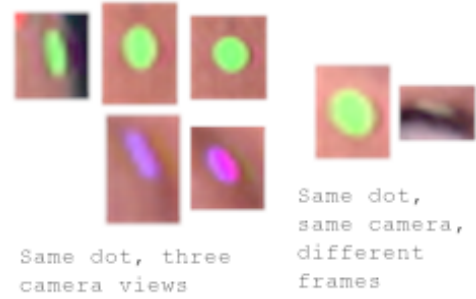 Same dot, three
camera views
Same dot,
same camera,
different
frames